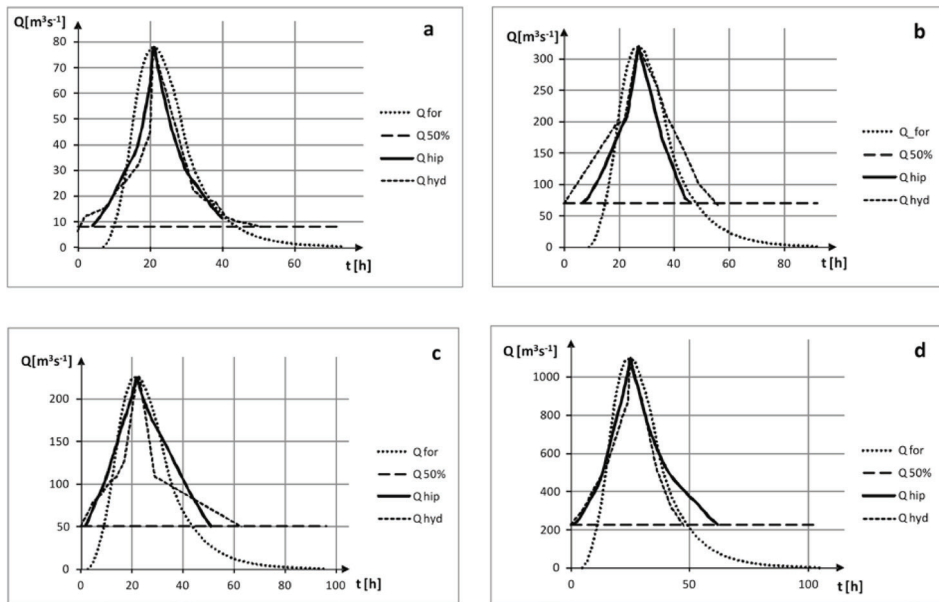 Q[m³s⁻¹]
a
80
70
60
50
40
30
20
10
0
0 20 40 60
t [h]
Q for
Q 50%
Q hip
Q hyd
Q[m³s⁻¹]
b
300
250
200
150
100
50
0
0 20 40 60 80
t [h]
Q_for
Q 50%
Q hip
Q hyd
Q[m³s⁻¹]
c
200
150
100
50
0
0 20 40 60 80 100
t [h]
Q for
Q 50%
Q hip
Q hyd
Q [m³s⁻¹]
d
1000
800
600
400
200
0
0 50 100
t [h]
Q for
Q 50%
Q hip
Q hyd